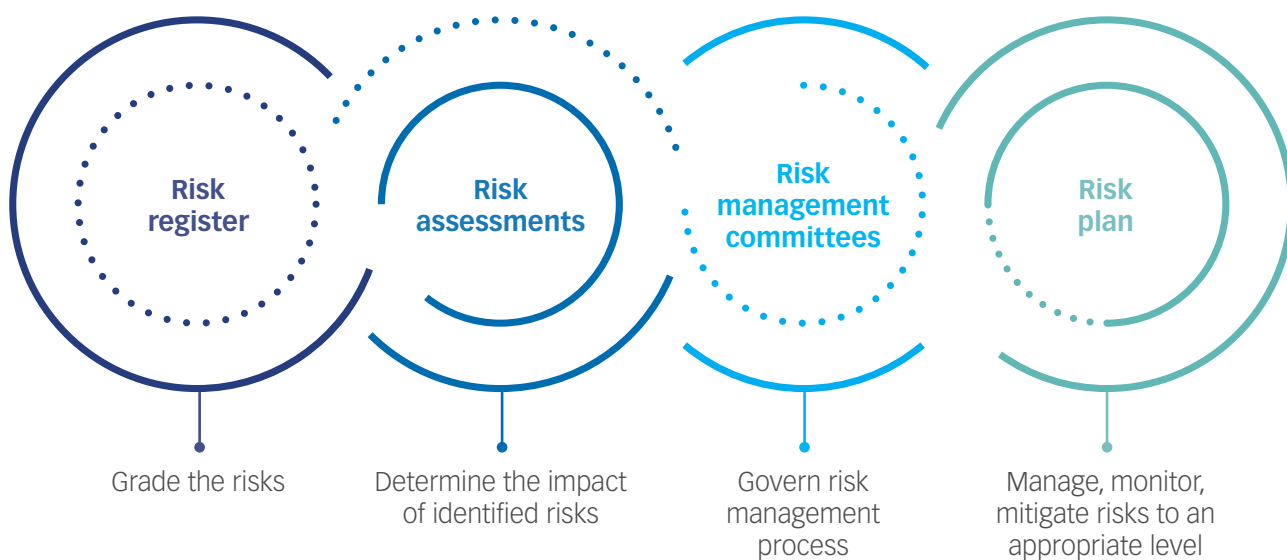 Risk
register
Risk
assessments
Risk
management
committees
Risk
plan
Grade the risks
Determine the impact
of identified risks
Govern risk
management
process
Manage, monitor,
mitigate risks to an
appropriate level